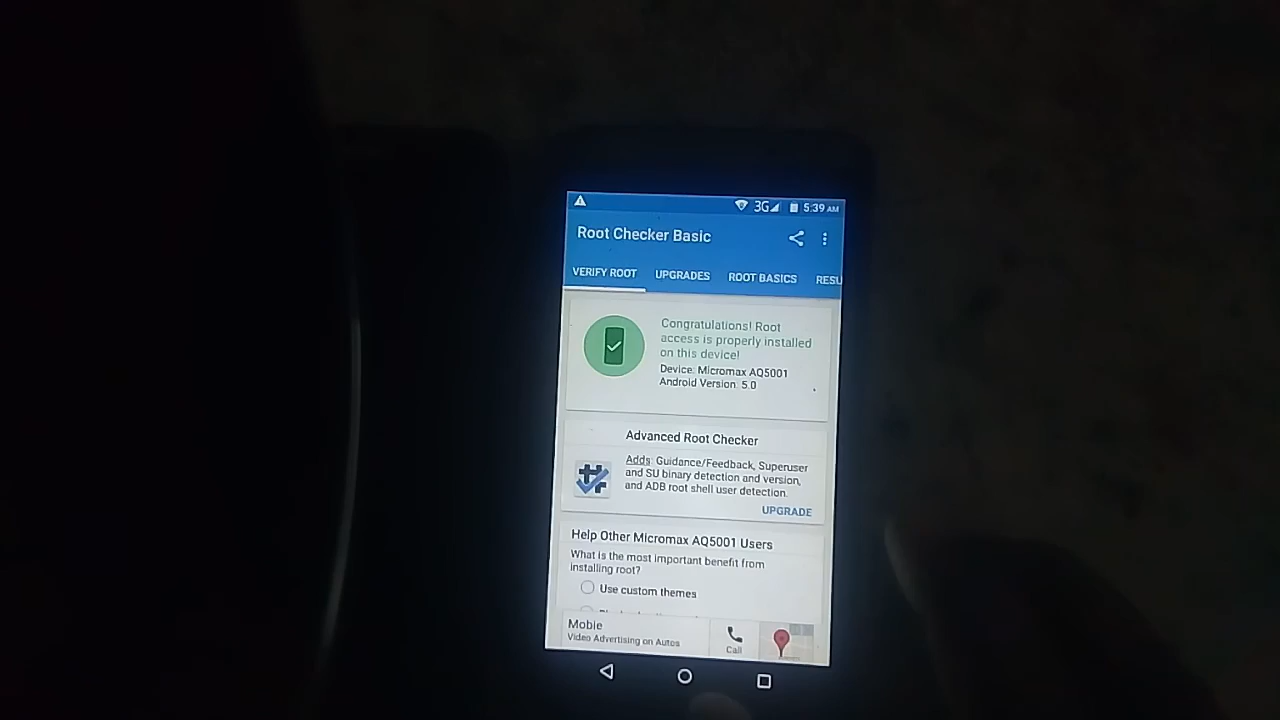 3G 5:39 AM
Root Checker Basic
VERIFY ROOT UPGRADES ROOT BASICS RESU
Congratulations! Root
access is properly installed
on this device!
Device: Micromax AQ5001
Android Version: 5.0
Advanced Root Checker
Adds: Guidance/Feedback, Superuser
and SU binary detection and version,
and ADB root shell user detection.
UPGRADE
Help Other Micromax AQ5001 Users
What is the most important benefit from
installing root?
Use custom themes
Mobie
Video Advertising on Autos
Call